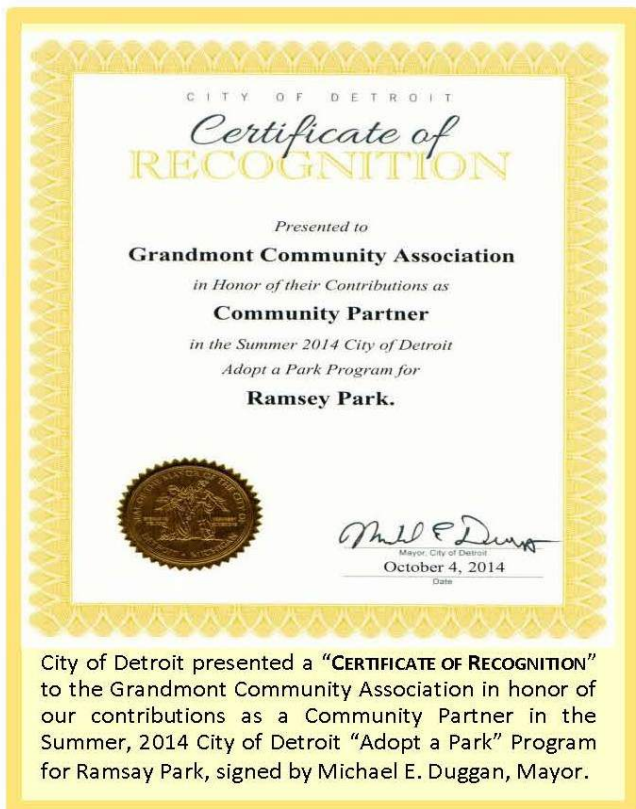 CITY OF DETROIT
Certificate of
RECOGNITION
Presented to
Grandmont Community Association
in Honor of their Contributions as
Community Partner
in the Summer 2014 City of Detroit
Adopt a Park Program for
Ramsey Park.
Mayor, City of Detroit
October 4, 2014
Date
City of Detroit presented a “CERTIFICATE OF RECOGNITION”
to the Grandmont Community Association in honor of
our contributions as a Community Partner in the
Summer, 2014 City of Detroit “Adopt a Park” Program
for Ramsay Park, signed by Michael E. Duggan, Mayor.